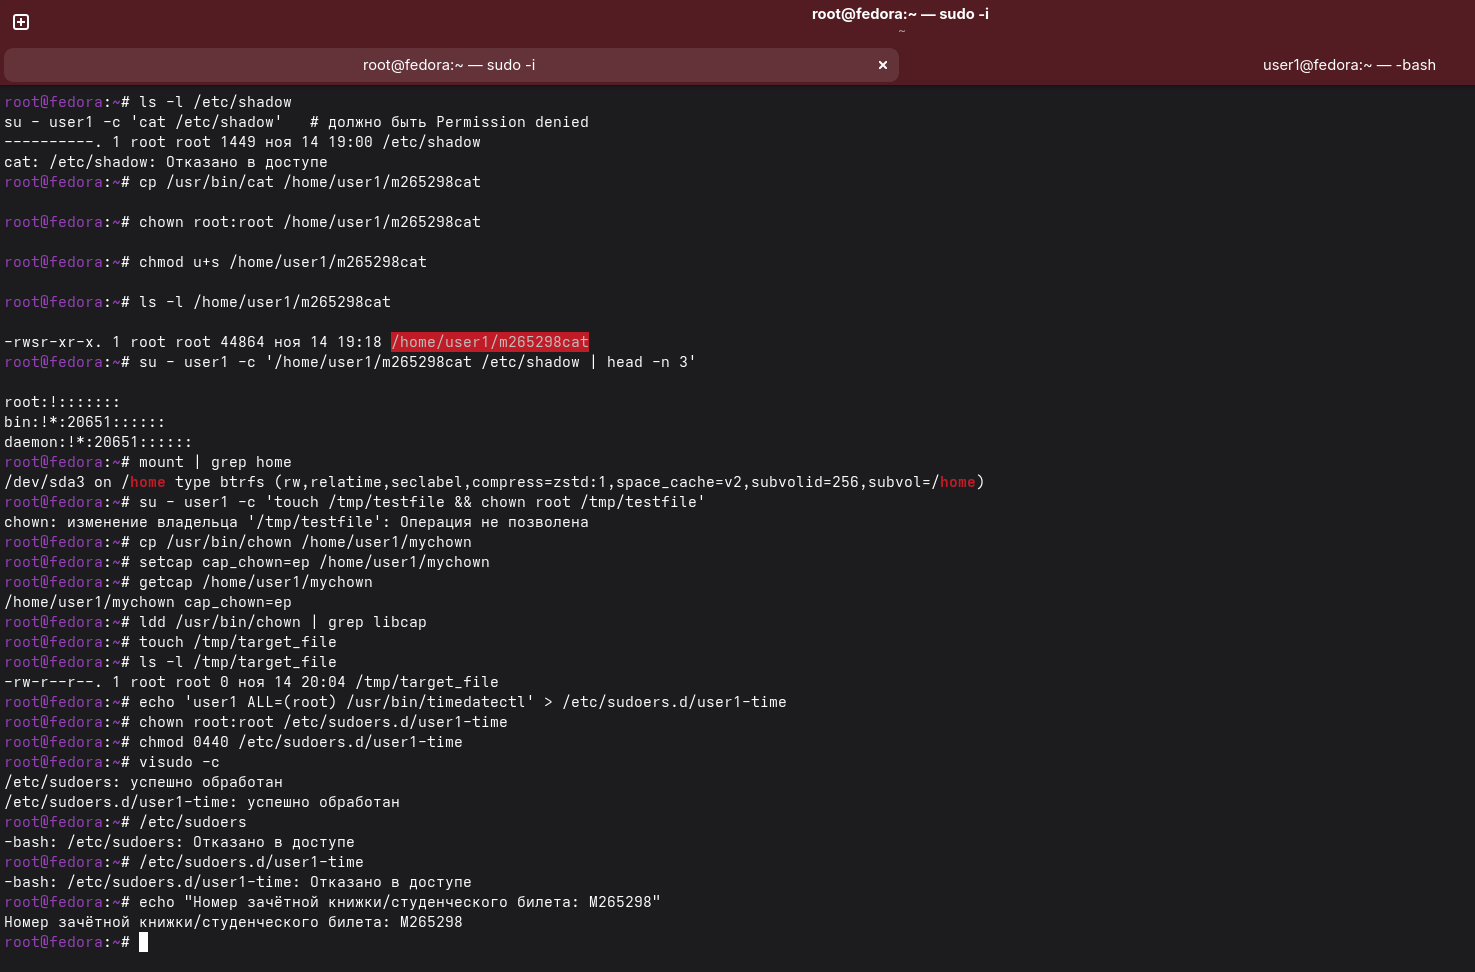 root@fedora:~ — sudo -i
~
root@fedora:~ — sudo -i
user1@fedora:~ — -bash
root@fedora:~# ls -l /etc/shadow
su - user1 -c 'cat /etc/shadow'   # должно быть Permission denied
----------. 1 root root 1449 ноя 14 19:00 /etc/shadow
cat: /etc/shadow: Отказано в доступе
root@fedora:~# cp /usr/bin/cat /home/user1/m265298cat
root@fedora:~# chown root:root /home/user1/m265298cat
root@fedora:~# chmod u+s /home/user1/m265298cat
root@fedora:~# ls -l /home/user1/m265298cat
-rwsr-xr-x. 1 root root 44864 ноя 14 19:18 /home/user1/m265298cat
root@fedora:~# su - user1 -c '/home/user1/m265298cat /etc/shadow | head -n 3'
root:!:::::::
bin:!*:20651::::::
daemon:!*:20651::::::
root@fedora:~# mount | grep home
/dev/sda3 on /home type btrfs (rw,relatime,seclabel,compress=zstd:1,space_cache=v2,subvolid=256,subvol=/home)
root@fedora:~# su - user1 -c 'touch /tmp/testfile && chown root /tmp/testfile'
chown: изменение владельца '/tmp/testfile': Операция не позволена
root@fedora:~# cp /usr/bin/chown /home/user1/mychown
root@fedora:~# setcap cap_chown=ep /home/user1/mychown
root@fedora:~# getcap /home/user1/mychown
/home/user1/mychown cap_chown=ep
root@fedora:~# ldd /usr/bin/chown | grep libcap
root@fedora:~# touch /tmp/target_file
root@fedora:~# ls -l /tmp/target_file
-rw-r--r--. 1 root root 0 ноя 14 20:04 /tmp/target_file
root@fedora:~# echo 'user1 ALL=(root) /usr/bin/timedatectl' > /etc/sudoers.d/user1-time
root@fedora:~# chown root:root /etc/sudoers.d/user1-time
root@fedora:~# chmod 0440 /etc/sudoers.d/user1-time
root@fedora:~# visudo -c
/etc/sudoers: успешно обработан
/etc/sudoers.d/user1-time: успешно обработан
root@fedora:~# /etc/sudoers
-bash: /etc/sudoers: Отказано в доступе
root@fedora:~# /etc/sudoers.d/user1-time
-bash: /etc/sudoers.d/user1-time: Отказано в доступе
root@fedora:~# echo "Номер зачётной книжки/студенческого билета: М265298"
Номер зачётной книжки/студенческого билета: М265298
root@fedora:~#